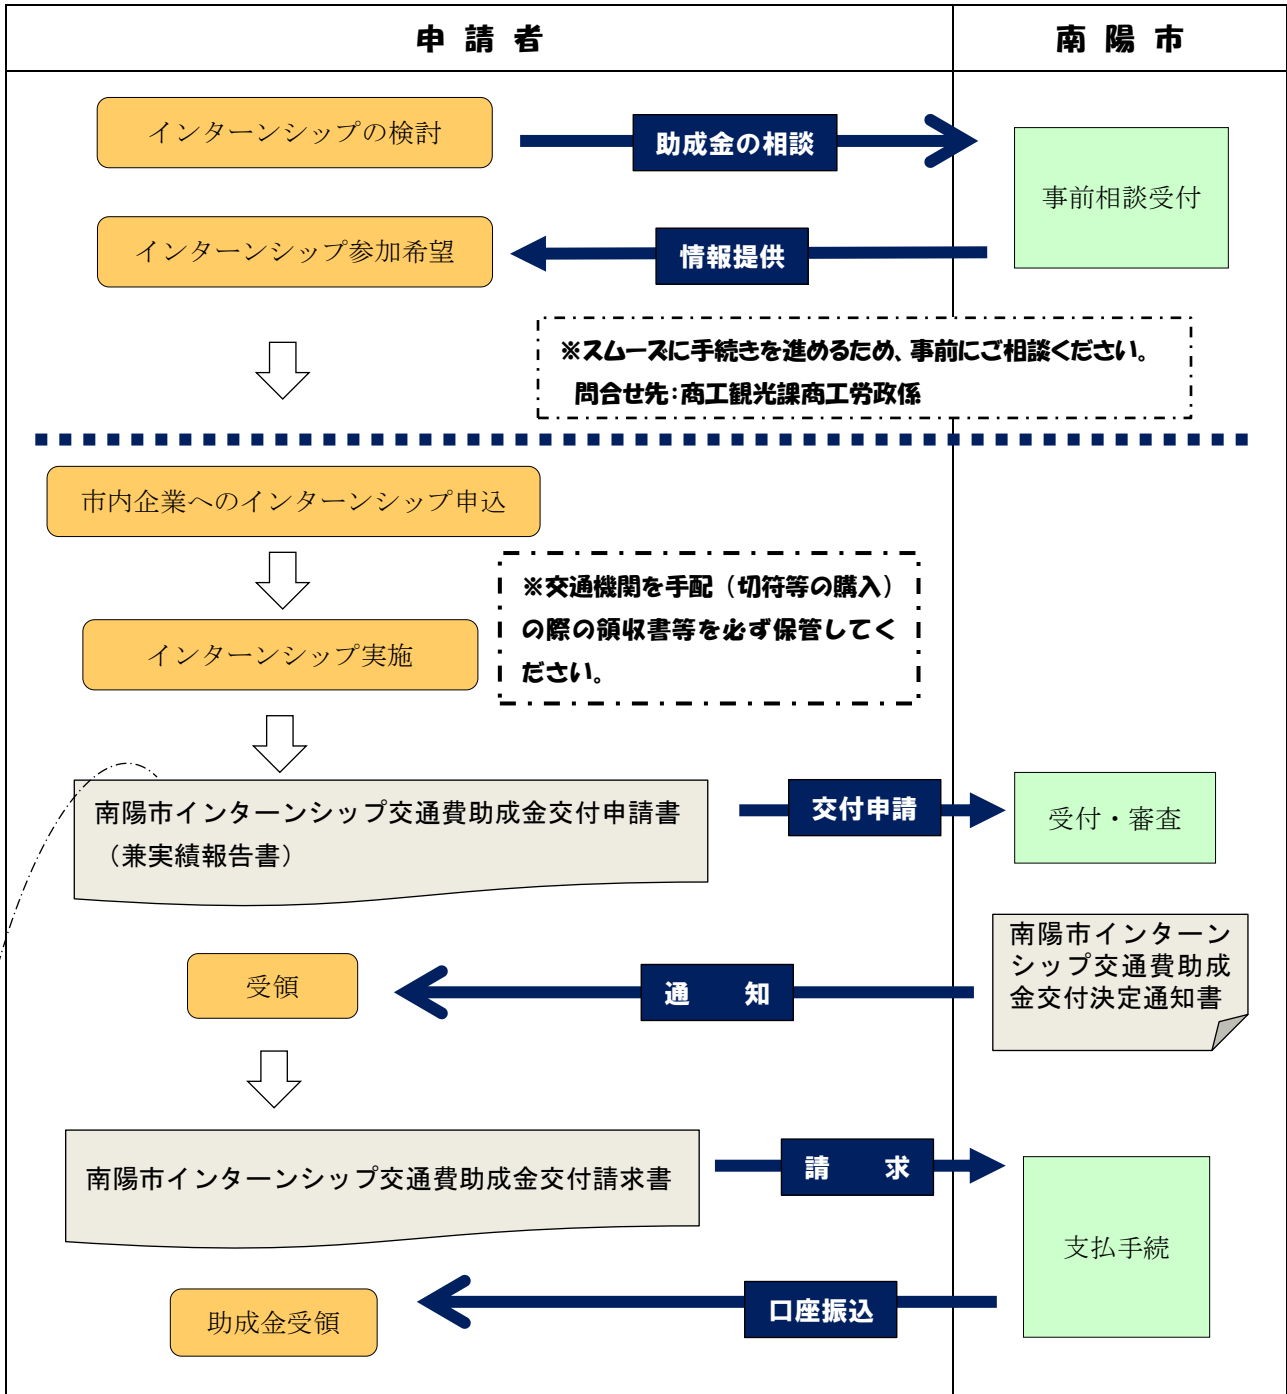 申請者
南陽市
インターンシップの検討
助成金の相談
事前相談受付
インターンシップ参加希望
情報提供
※スムーズに手続きを進めるため、事前にご相談ください。
問合せ先:商工観光課商工労政係
市内企業へのインターンシップ申込
※交通機関を手配(切符等の購入)
の際の領収書等を必ず保管してく
ださい。
インターンシップ実施
南陽市インターンシップ交通費助成金交付申請書
(兼実績報告書)
交付申請
受付・審査
南陽市インターン
シップ交通費助成
金交付決定通知書
受領
通 知
南陽市インターンシップ交通費助成金交付請求書
請 求
支払手続
助成金受領
口座振込